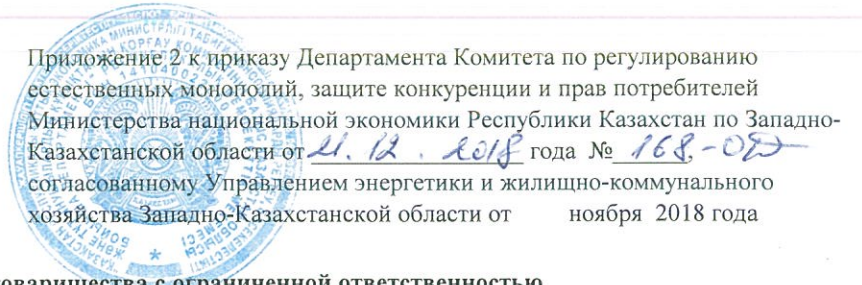 Приложение 2 к приказу Департамента Комитета по регулированию
естественных монополий, защите конкуренции и прав потребителей
Министерства национальной экономики Республики Казахстан по Западно-
Казахстанской области от 21. 12. 2018 года № 168, -ОД
согласованному Управлением энергетики и жилищно-коммунального
хозяйства Западно-Казахстанской области от ноября 2018 года
товарищества с ограниченной ответственностью